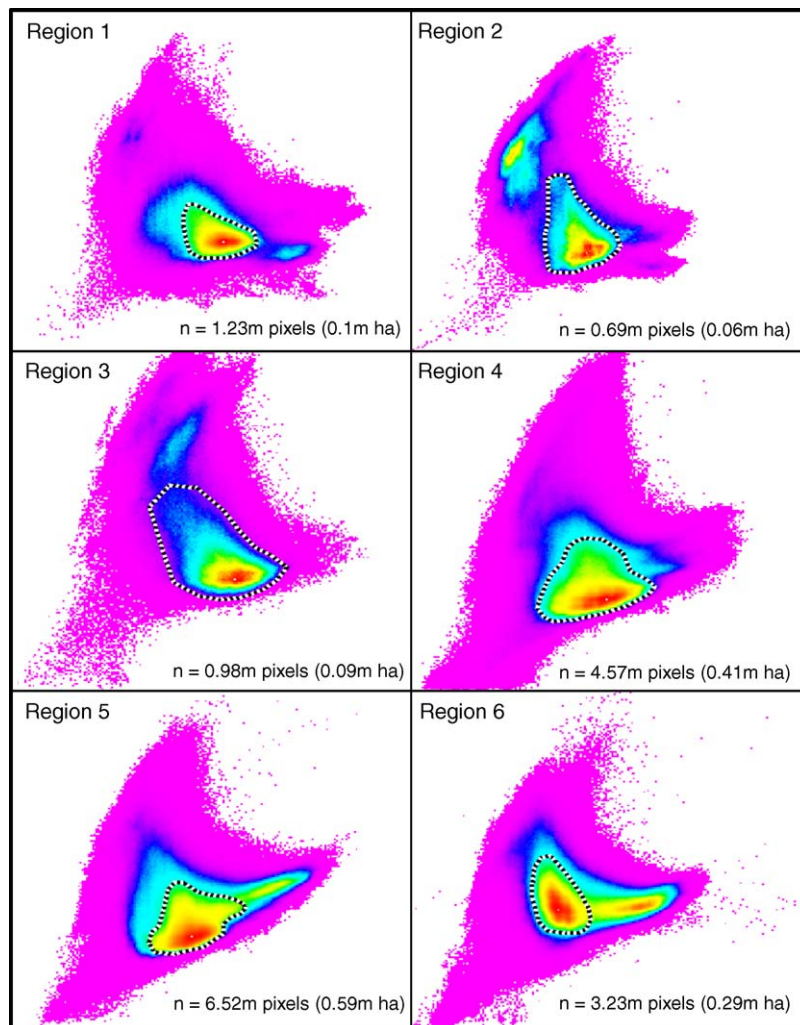 Region 1
n = 1.23m pixels (0.1m ha)
Region 2
n = 0.69m pixels (0.06m ha)
Region 3
n = 0.98m pixels (0.09m ha)
Region 4
n = 4.57m pixels (0.41m ha)
Region 5
n = 6.52m pixels (0.59m ha)
Region 6
n = 3.23m pixels (0.29m ha)